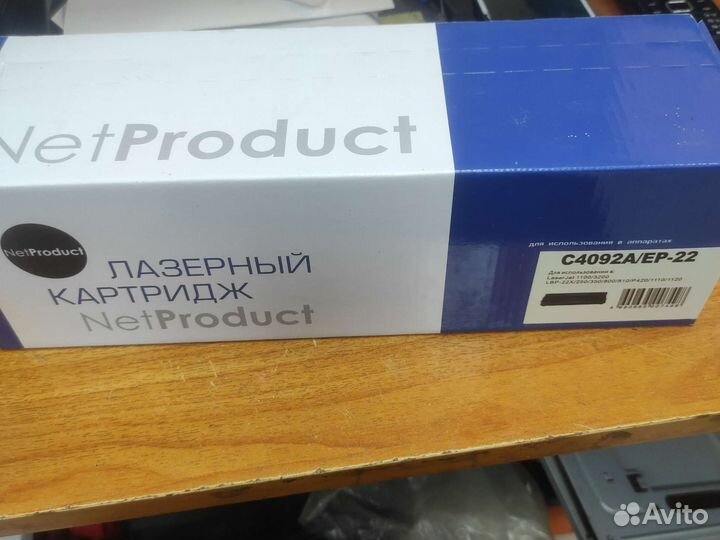 NetProduct
NetProduct
ЛАЗЕРНЫЙ
КАРТРИДЖ
NetProduct
для использования в аппаратах
C4092A/EP-22
Для использования в:
LaserJet 1100/3200
LBP-22X/250/350/800/810/P420/1110/1120
Avito